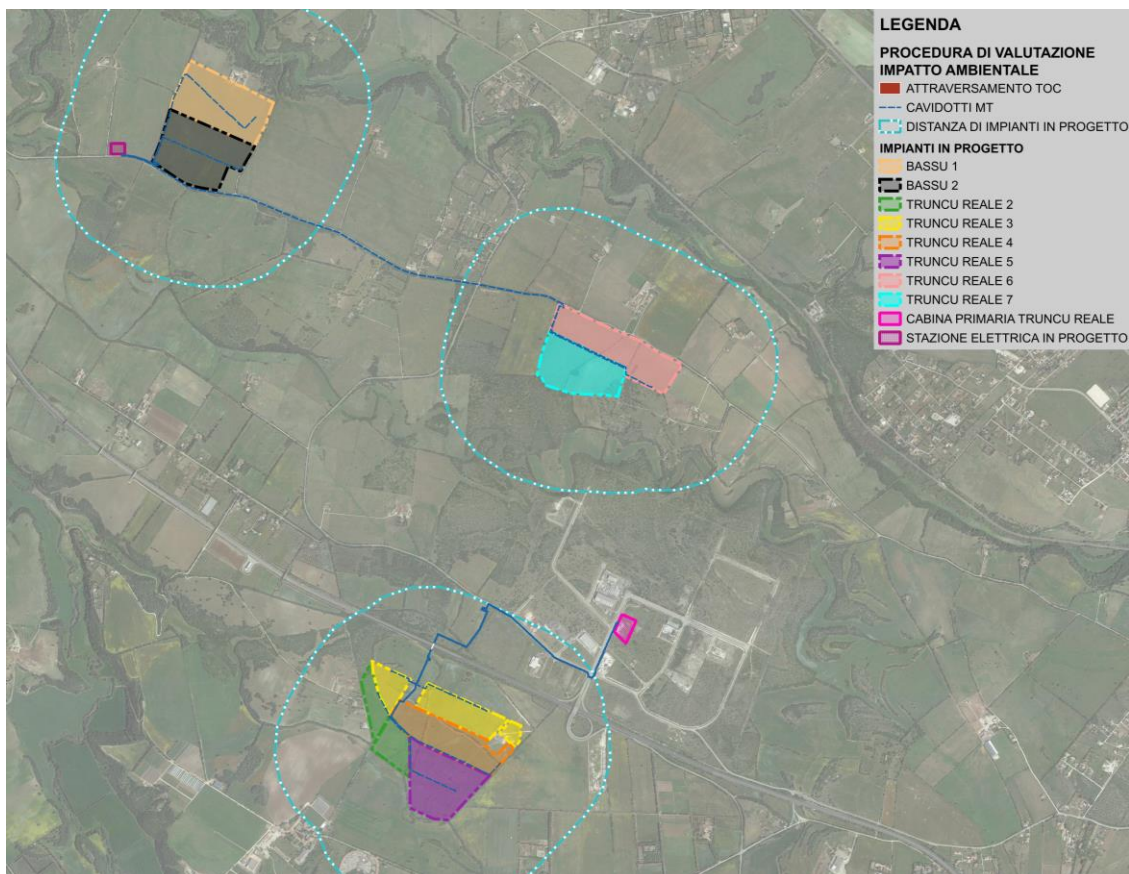 LEGENDA
PROCEDURA DI VALUTAZIONE
IMPATTO AMBIENTALE
ATTRAVERSAMENTO TOC
CAVIDOTTI MT
DISTANZA DI IMPIANTI IN PROGETTO
IMPIANTI IN PROGETTO
BASSU 1
BASSU 2
TRUNCU REALE 2
TRUNCU REALE 3
TRUNCU REALE 4
TRUNCU REALE 5
TRUNCU REALE 6
TRUNCU REALE 7
CABINA PRIMARIA TRUNCU REALE
STAZIONE ELETTRICA IN PROGETTO